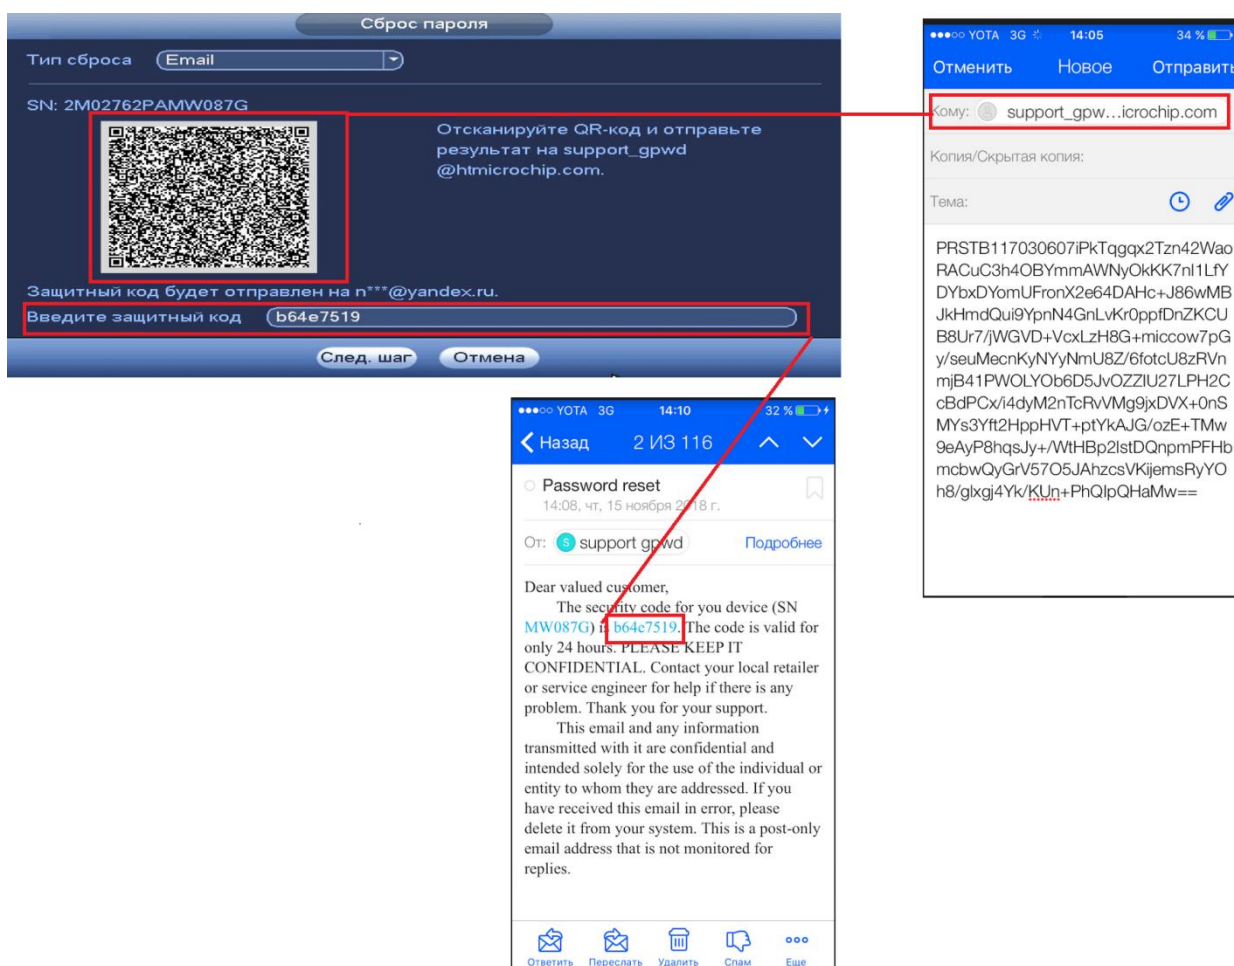 Сброс пароля
Тип сброса Email
SN: 2M02762PAMW087G
Отсканируйте QR-код и отправьте
результат на support_gpwd
@htmicrochip.com.
Защитный код будет отправлен на n***@yandex.ru.
Введите защитный код b64e7519
След. шаг Отмена
YOTA 3G 14:05 34 %
Отменить Новое Отправить
Кому: support_gpw...icrochip.com
Копия/Скрытая копия:
Тема:
PRSTB117030607iPkTqgqx2Tzn42Wao
RACuC3h4OBYmmAWNyOkKK7nl1LfY
DYbxDYomUFronX2e64DAHc+J86wMB
JkHmdQui9YpnN4GnLvKr0ppfDnZKCU
B8Ur7/jWGVD+VcxLzH8G+miccow7pG
y/seuMecnKyNYyNmU8Z/6fotcU8zRVn
mjB41PWOLYOb6D5JvOZZIU27LPH2C
cBdPCx/i4dyM2nTcRvVMg9jxDVX+0nS
MYs3Yft2HppHVT+ptYkAJG/ozE+TMw
9eAyP8hqsJy+/WtHBp2lstDQnpmPFHb
mcbwQyGrV57O5JAhzcsVKijemsRyYO
h8/glxgj4Yk/KUn+PhQIpQHaMw==
YOTA 3G 14:10 32 %
Назад 2 ИЗ 116
Password reset
14:08, чт, 15 ноября 2018 г.
От: S support gpwd Подробнее
Dear valued customer,
The security code for you device (SN
MW087G) is b64e7519. The code is valid for
only 24 hours. PLEASE KEEP IT
CONFIDENTIAL. Contact your local retailer
or service engineer for help if there is any
problem. Thank you for your support.
This email and any information
transmitted with it are confidential and
intended solely for the use of the individual or
entity to whom they are addressed. If you
have received this email in error, please
delete it from your system. This is a post-only
email address that is not monitored for
replies.
Ответить Переслать Удалить Спам Еще